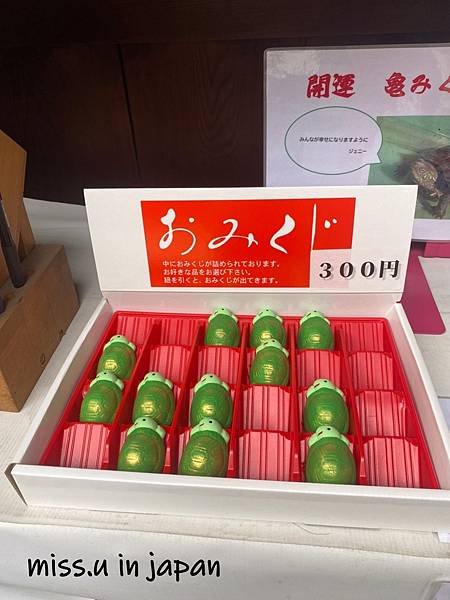 開運 亀みく
みんなが幸せになりますように
ジェニー
おみくじ
中におみくじが詰められております。
お好きな品をお選び下さい。
紐を引くと、おみくじが出てきます。
300円
miss.u in japan